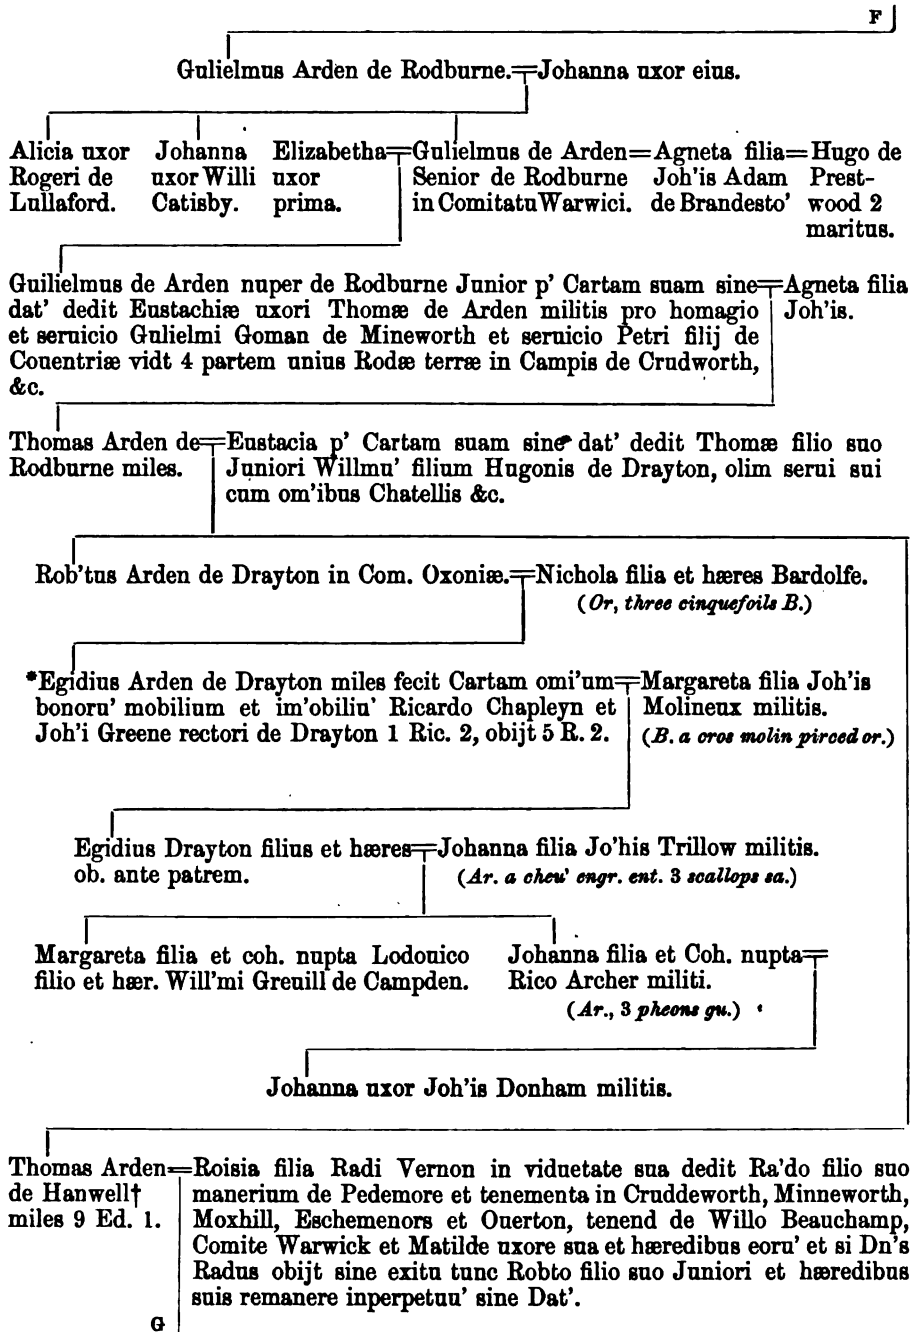 F
Gulielmus Arden de Rodburne.=Johanna uxor eius.
Alicia uxor
Rogeri de
Lullaford.
Johanna
uxor Willi
Catisby.
Elizabetha=
uxor
prima.
Gulielmus de Arden=
Senior de Rodburne
in Comitatu Warwici.
Agneta filia=
Joh'is Adam
de Brandesto'
Hugo de
Prest-
wood 2
maritus.
Guilielmus de Arden nuper de Rodburne Junior p' Cartam suam sine=
dat' dedit Eustachiæ uxori Thomæ de Arden militis pro homagio
et seruicio Gulielmi Goman de Mineworth et seruicio Petri filij de
Couentriæ vidt 4 partem unius Rodæ terræ in Campis de Crudworth,
&c.
Agneta filia
Joh'is.
Thomas Arden de=
Rodburne miles.
Eustacia p' Cartam suam sine dat' dedit Thomæ filio suo
Juniori Willmu' filium Hugonis de Drayton, olim serui sui
cum om'ibus Chatellis &c.
Rob'tus Arden de Drayton in Com. Oxoniæ.=Nichola filia et hæres Bardolfe.
(Or, three cinquefoils B.)
*Egidius Arden de Drayton miles fecit Cartam omi'um=
bonoru' mobilium et im'obiliu' Ricardo Chapleyn et
Joh'i Greene rectori de Drayton 1 Ric. 2, obijt 5 R. 2.
Margareta filia Joh'is
Molineux militis.
(B. a cros molin pirced or.)
Egidius Drayton filius et hæres=
ob. ante patrem.
Johanna filia Jo'his Trillow militis.
(Ar. a cheu' engr. ent. 3 scallops sa.)
Margareta filia et coh. nupta Lodouico
filio et hær. Will'mi Greuill de Campden.
Johanna filia et Coh. nupta=
Rico Archer militi.
(Ar., 3 pheons gu.)
Johanna uxor Joh'is Donham militis.
Thomas Arden=
de Hanwell†
miles 9 Ed. 1.
Roisia filia Radi Vernon in viduetate sua dedit Ra'do filio suo
manerium de Pedemore et tenementa in Cruddeworth, Minneworth,
Moxhill, Eschemenors et Ouerton, tenend de Willo Beauchamp,
Comite Warwick et Matilde uxore sua et hæredibus eoru' et si Dn's
Radus obijt sine exitu tunc Robto filio suo Juniori et hæredibus
suis remanere inperpetuu' sine Dat'.
G